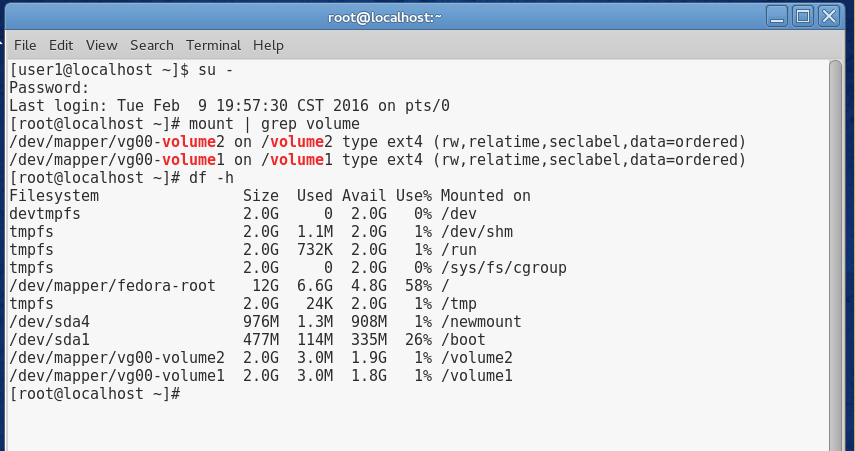 root@localhost:~
File Edit View Search Terminal Help
[user1@localhost ~]$ su -
Password:
Last login: Tue Feb  9 19:57:30 CST 2016 on pts/0
[root@localhost ~]# mount | grep volume
/dev/mapper/vg00-volume2 on /volume2 type ext4 (rw,relatime,seclabel,data=ordered)
/dev/mapper/vg00-volume1 on /volume1 type ext4 (rw,relatime,seclabel,data=ordered)
[root@localhost ~]# df -h
Filesystem                Size  Used Avail Use% Mounted on
devtmpfs                  2.0G     0  2.0G   0% /dev
tmpfs                     2.0G  1.1M  2.0G   1% /dev/shm
tmpfs                     2.0G  732K  2.0G   1% /run
tmpfs                     2.0G     0  2.0G   0% /sys/fs/cgroup
/dev/mapper/fedora-root    12G  6.6G  4.8G  58% /
tmpfs                     2.0G   24K  2.0G   1% /tmp
/dev/sda4                 976M  1.3M  908M   1% /newmount
/dev/sda1                 477M  114M  335M  26% /boot
/dev/mapper/vg00-volume2  2.0G  3.0M  1.9G   1% /volume2
/dev/mapper/vg00-volume1  2.0G  3.0M  1.8G   1% /volume1
[root@localhost ~]#